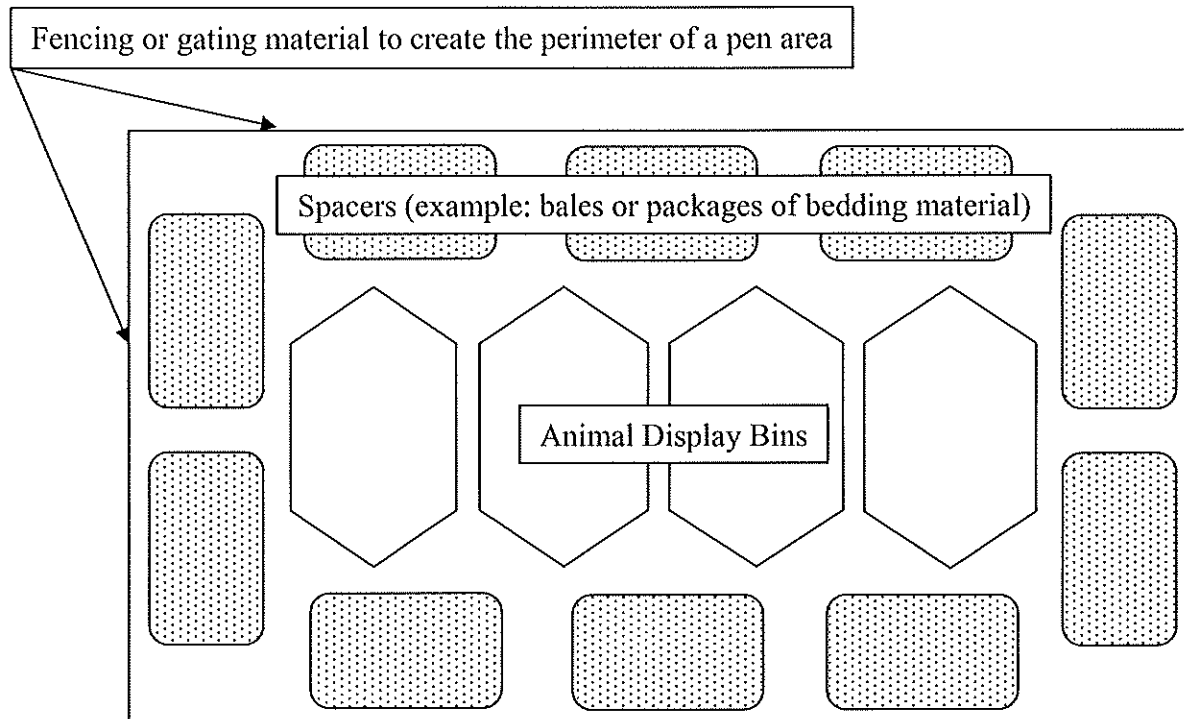 Fencing or gating material to create the perimeter of a pen area
Spacers (example: bales or packages of bedding material)
Animal Display Bins